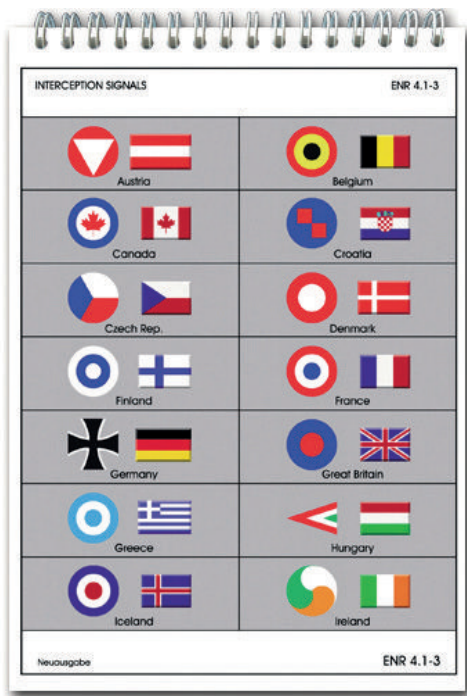 INTERCEPTION SIGNALS ENR 4.1-3
Austria Belgium
Canada Croatia
Czech Rep. Denmark
Finland France
Germany Great Britain
Greece Hungary
Iceland Ireland
Neuausgabe ENR 4.1-3